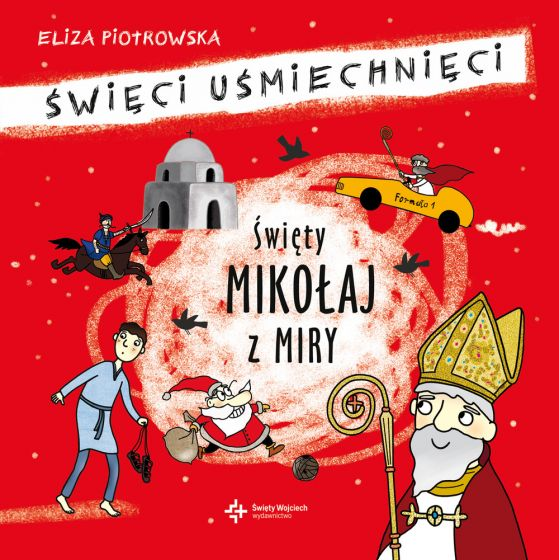 ELIZA PIOTROWSKA
ŚWIĘCI UŚMIECHNIĘCI
Formuła 1
Święty
MIKOŁAJ
z MIRY
Święty Wojciech
wydawnictwo